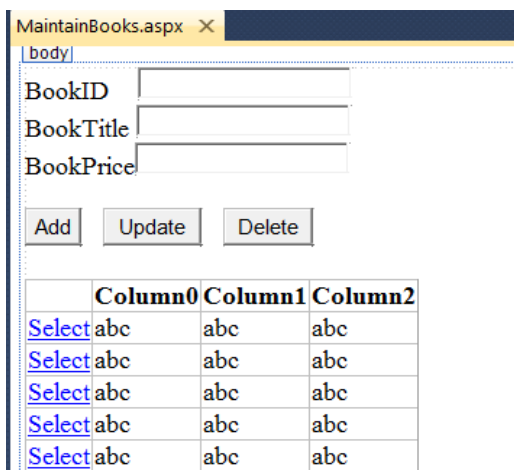 MaintainBooks.aspx X
body
BookID
BookTitle
BookPrice
Add Update Delete
Column0 Column1 Column2
Select abc abc abc
Select abc abc abc
Select abc abc abc
Select abc abc abc
Select abc abc abc